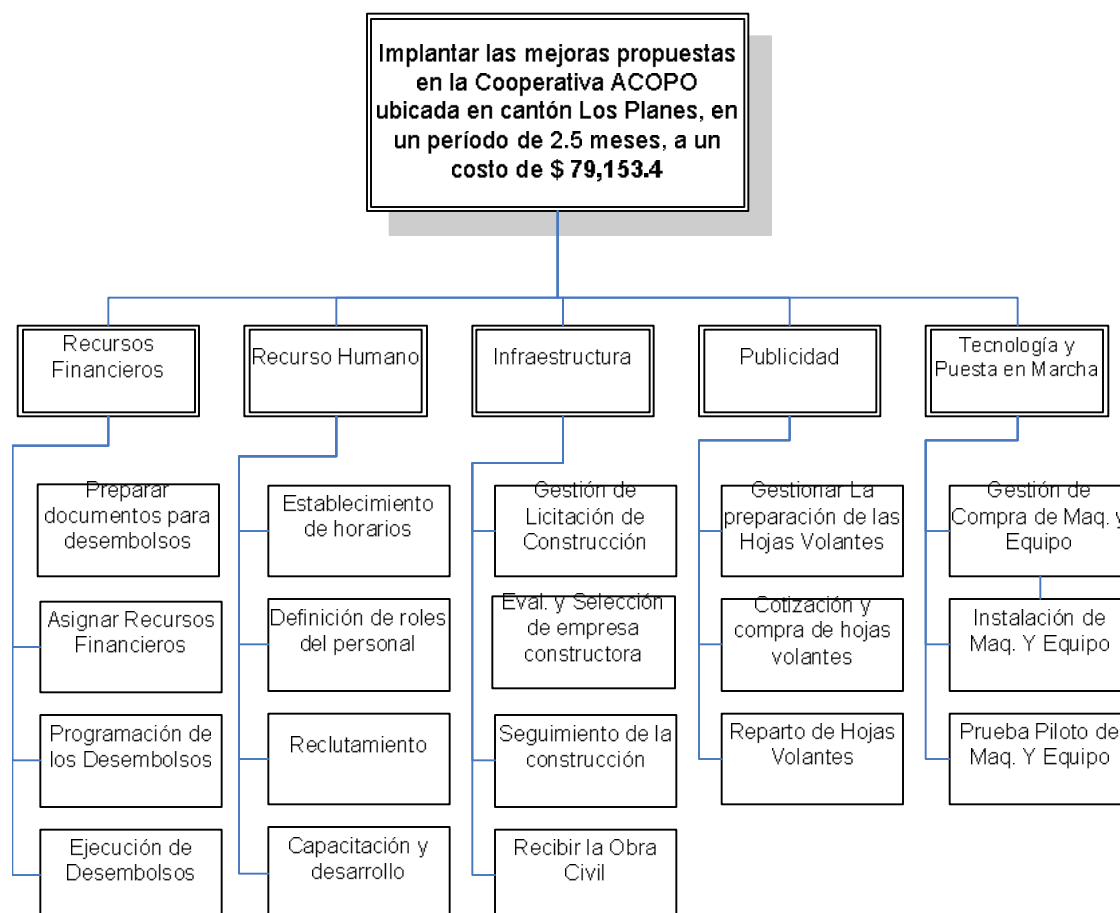 Implantar las mejoras propuestas
en la Cooperativa ACOPO
ubicada en cantón Los Planes, en
un período de 2.5 meses, a un
costo de $ 79,153.4
Recursos
Financieros
Recurso Humano
Infraestructura
Publicidad
Tecnología y
Puesta en Marcha
Preparar
documentos para
desembolsos
Asignar Recursos
Financieros
Programación de
los Desembolsos
Ejecución de
Desembolsos
Establecimiento
de horarios
Definición de roles
del personal
Reclutamiento
Capacitación y
desarrollo
Gestión de
Licitación de
Construcción
Eval. y Selección
de empresa
constructora
Seguimiento de la
construcción
Recibir la Obra
Civil
Gestionar La
preparación de las
Hojas Volantes
Cotización y
compra de hojas
volantes
Reparto de Hojas
Volantes
Gestión de
Compra de Maq. y
Equipo
Instalación de
Maq. Y Equipo
Prueba Piloto de
Maq. Y Equipo